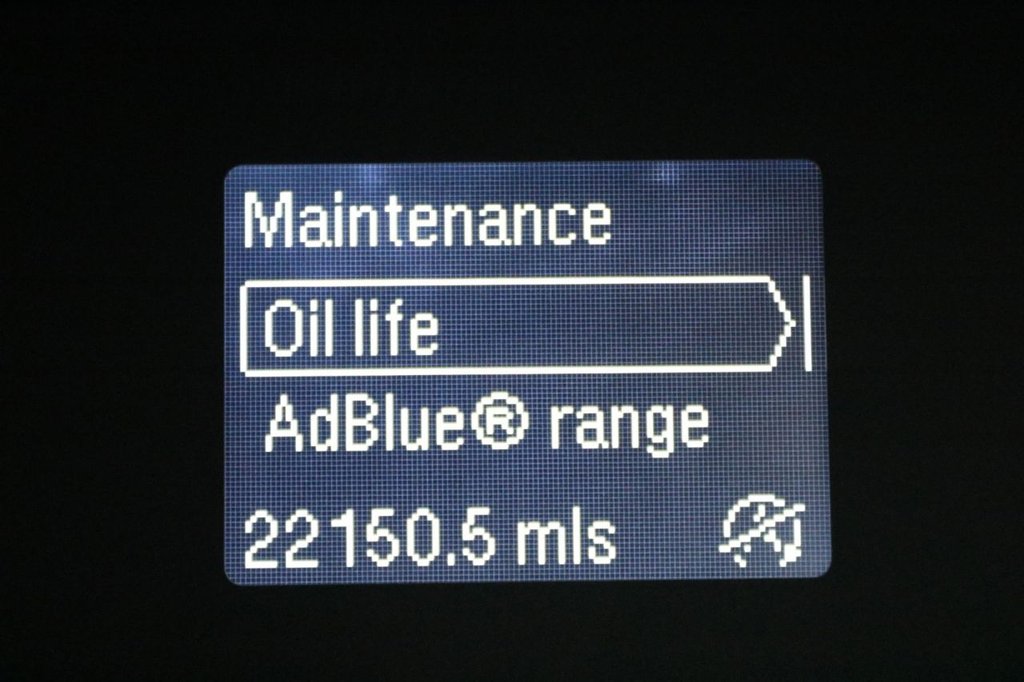 Maintenance
Oil life
AdBlue® range
22150.5 mls